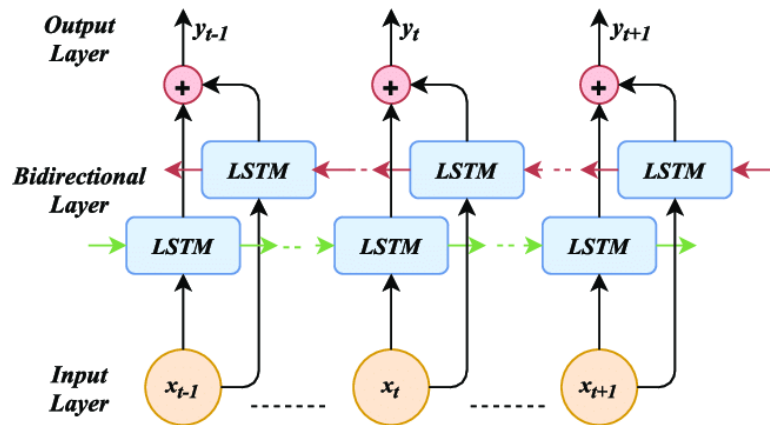 Output
Layer
y_{t-1}
y_t
y_{t+1}
+
+
+
Bidirectional
Layer
LSTM
LSTM
LSTM
LSTM
LSTM
LSTM
Input
Layer
x_{t-1}
x_t
x_{t+1}